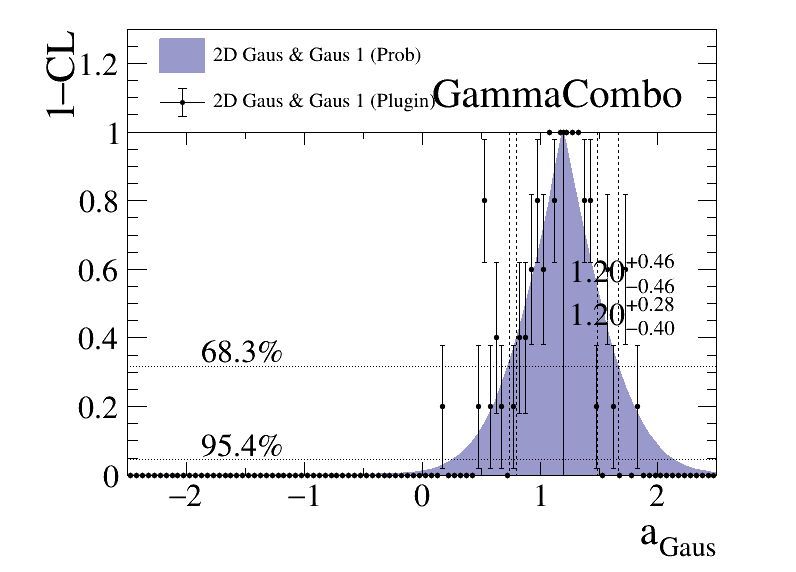 1–CL
2D Gaus & Gaus 1 (Prob)
2D Gaus & Gaus 1 (Plugin)
GammaCombo
1.2
1
0.8
0.6
0.4
0.2
0
1.20 +0.46 −0.46
1.20 +0.28 −0.40
68.3%
95.4%
−2 −1 0 1 2
a Gaus